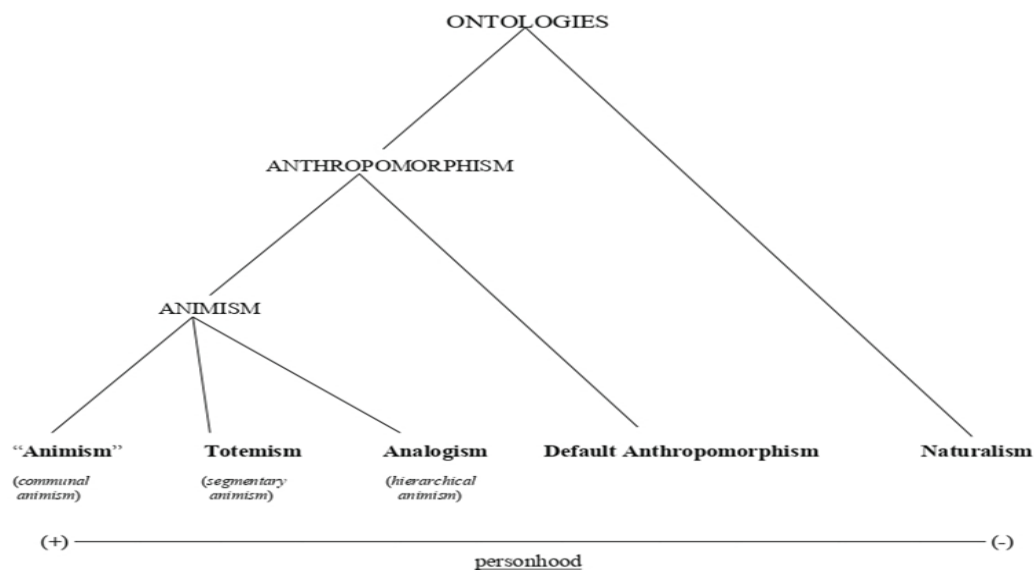 ONTOLOGIES
ANTHROPOMORPHISM
ANIMISM
“Animism” Totemism Analogism Default Anthropomorphism Naturalism
(communal (segmentary (hierarchical
animism) animism) animism)
(+) (-)
personhood